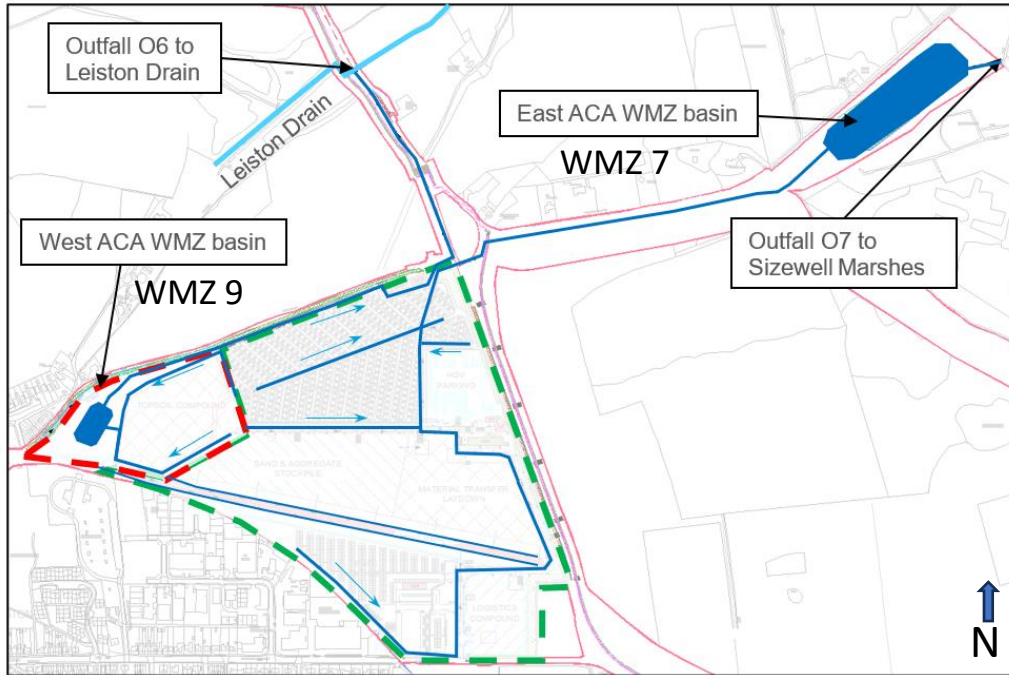 Outfall O6 to
Leiston Drain
Leiston Drain
East ACA WMZ basin
WMZ 7
Outfall O7 to
Sizewell Marshes
West ACA WMZ basin
WMZ 9
HGV
PARKING
TOPSOIL COMPOUND
SAND & AGGREGATE
STOCKPILE
MATERIAL TRANSFER
LAYDOWN
LOGISTICS
COMPOUND
N